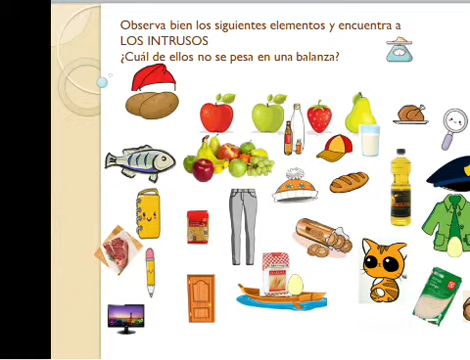 Observa bien los siguientes elementos y encuentra a
LOS INTRUSOS
¿Cuál de ellos no se pesa en una balanza?